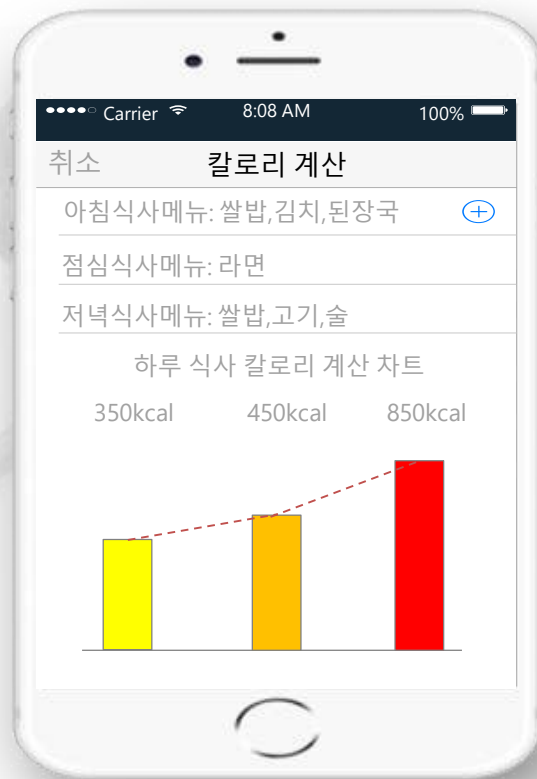 Carrier 8:08 AM 100%
취소 칼로리 계산
아침식사메뉴: 쌀밥,김치,된장국
점심식사메뉴: 라면
저녁식사메뉴: 쌀밥,고기,술
하루 식사 칼로리 계산 차트
350kcal 450kcal 850kcal